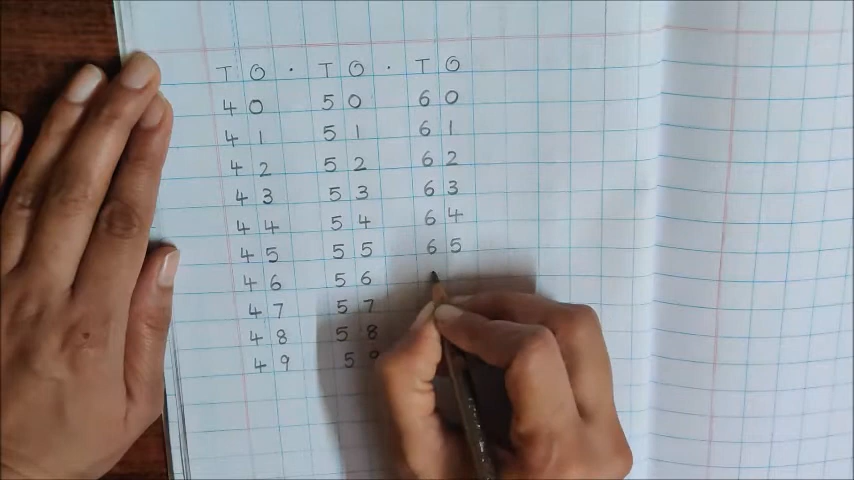 T O . T O . T O
4 0 5 0 6 0
4 1 5 1 6 1
4 2 5 2 6 2
4 3 5 3 6 3
4 4 5 4 6 4
4 5 5 5 6 5
4 6 5 6
4 7 5 7
4 8 5 8
4 9 5 9